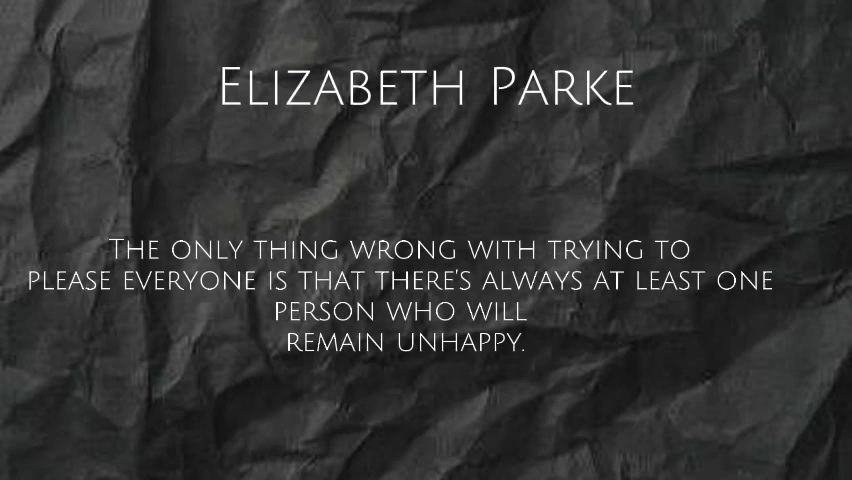 Elizabeth Parke
The only thing wrong with trying to
please everyone is that there's always at least one
person who will
remain unhappy.